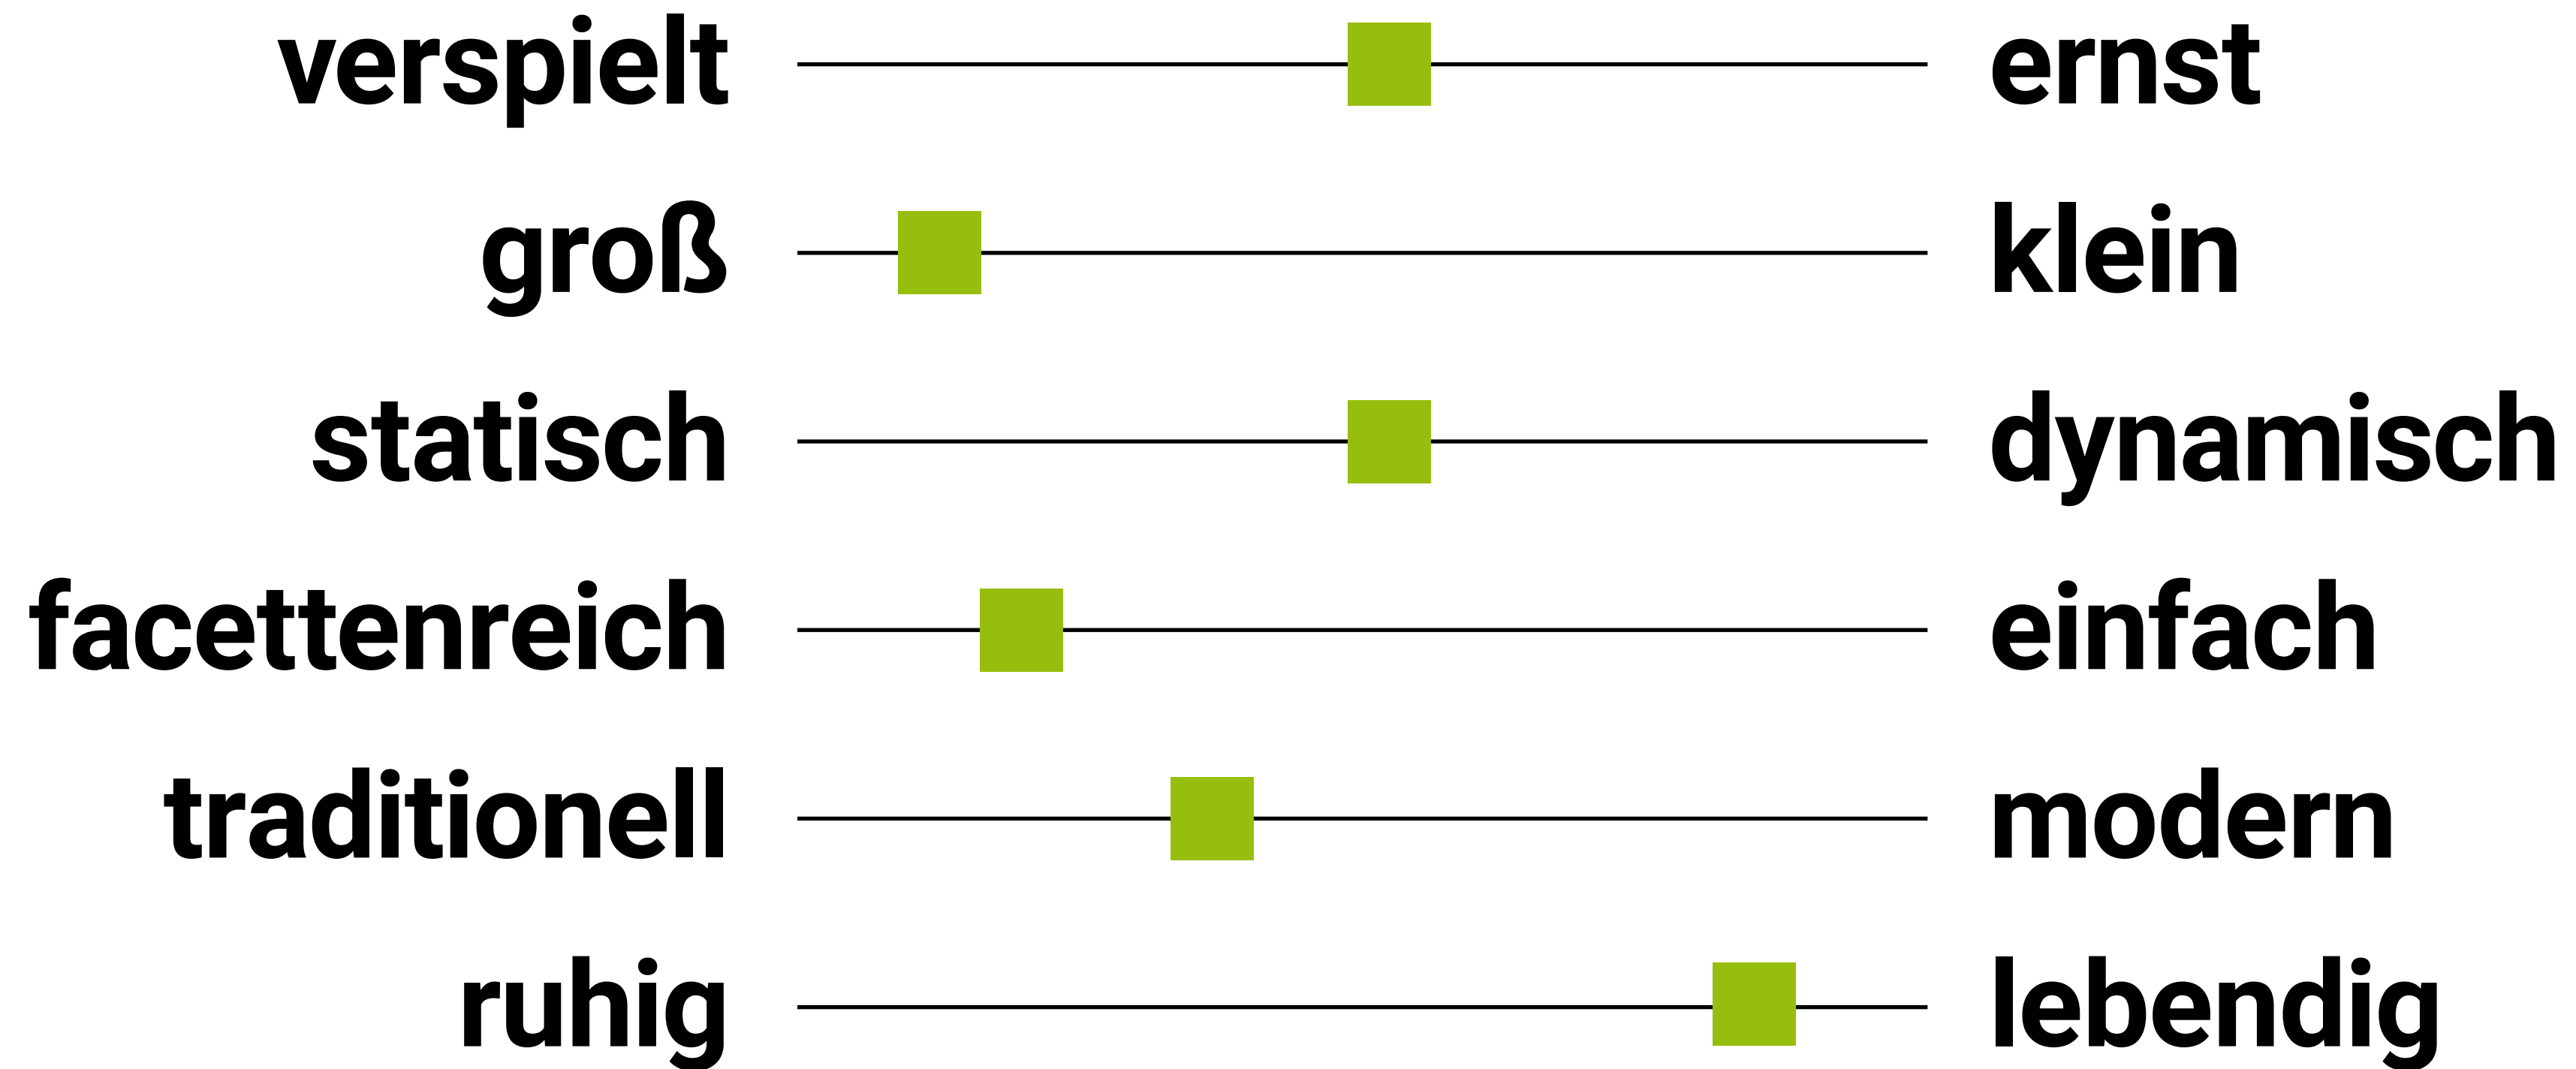 verspielt ernst
groß klein
statisch dynamisch
facettenreich einfach
traditionell modern
ruhig lebendig